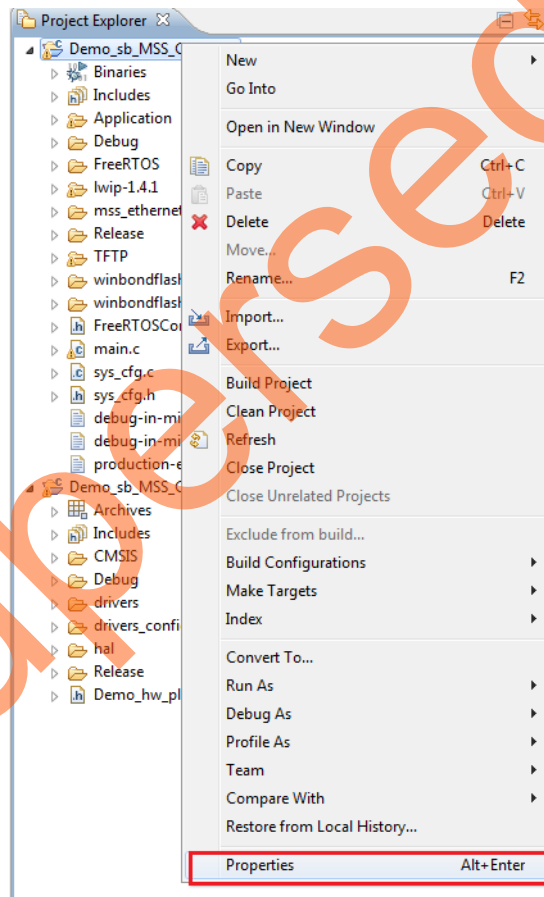 Project Explorer
Demo_sb_MSS_C
Binaries
Includes
Application
Debug
FreeRTOS
lwip-1.4.1
mss_ethernet
Release
TFTP
winbondflash
winbondflash
FreeRTOSCon
main.c
sys_cfg.c
sys_cfg.h
debug-in-mi
debug-in-mi
production-e
Demo_sb_MSS_C
Archives
Includes
CMSIS
Debug
drivers
drivers_confi
hal
Release
Demo_hw_pl
New
Go Into
Open in New Window
Copy Ctrl+C
Paste Ctrl+V
Delete Delete
Move...
Rename... F2
Import...
Export...
Build Project
Clean Project
Refresh
Close Project
Close Unrelated Projects
Exclude from build...
Build Configurations
Make Targets
Index
Convert To...
Run As
Debug As
Profile As
Team
Compare With
Restore from Local History...
Properties Alt+Enter
uperse